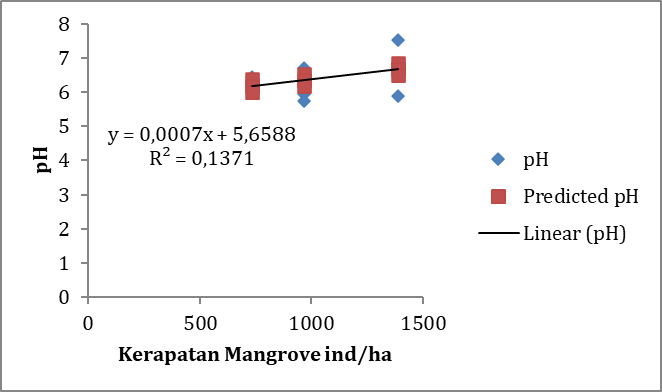 pH
8
7
6
5
4
3
2
1
0
y = 0,0007x + 5,6588
R² = 0,1371
0
500
1000
1500
Kerapatan Mangrove ind/ha
pH
Predicted pH
Linear (pH)